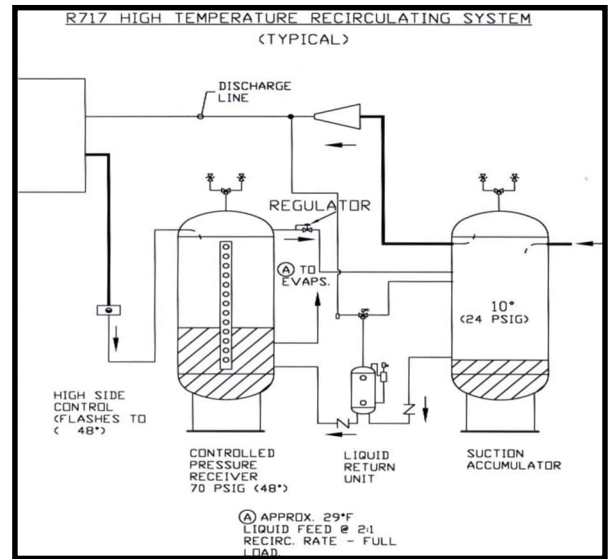 R717 HIGH TEMPERATURE RECIRCULATING SYSTEM
(TYPICAL)
DISCHARGE
LINE
REGULATOR
(A) TO
EVAPS.
10°
(24 PSIG)
HIGH SIDE
CONTROL
(FLASHES TO
( 48°)
CONTROLLED
PRESSURE
RECEIVER
70 PSIG (48°)
LIQUID
RETURN
UNIT
SUCTION
ACCUMULATOR
(A) APPROX. 29°F
LIQUID FEED @ 2:1
RECIRC. RATE - FULL
LOAD.